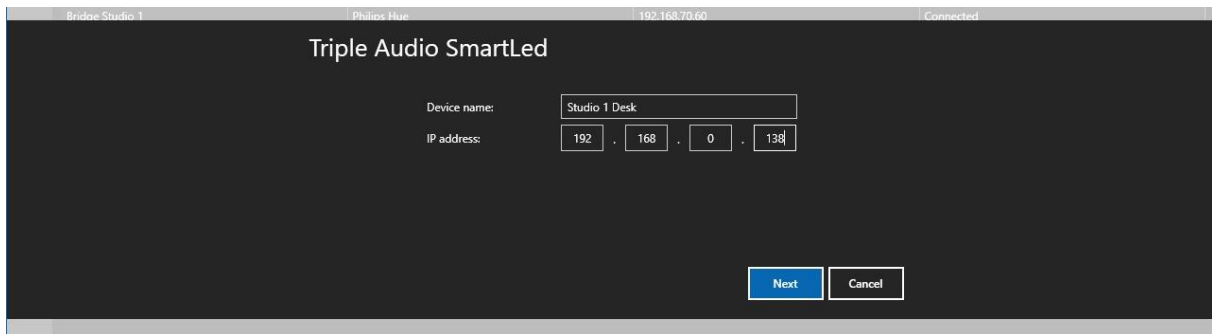 Bridge Studio 1 Philips Hue 192.168.70.60 Connected
Triple Audio SmartLed
Device name: Studio 1 Desk
IP address: 192 . 168 . 0 . 138
Next Cancel